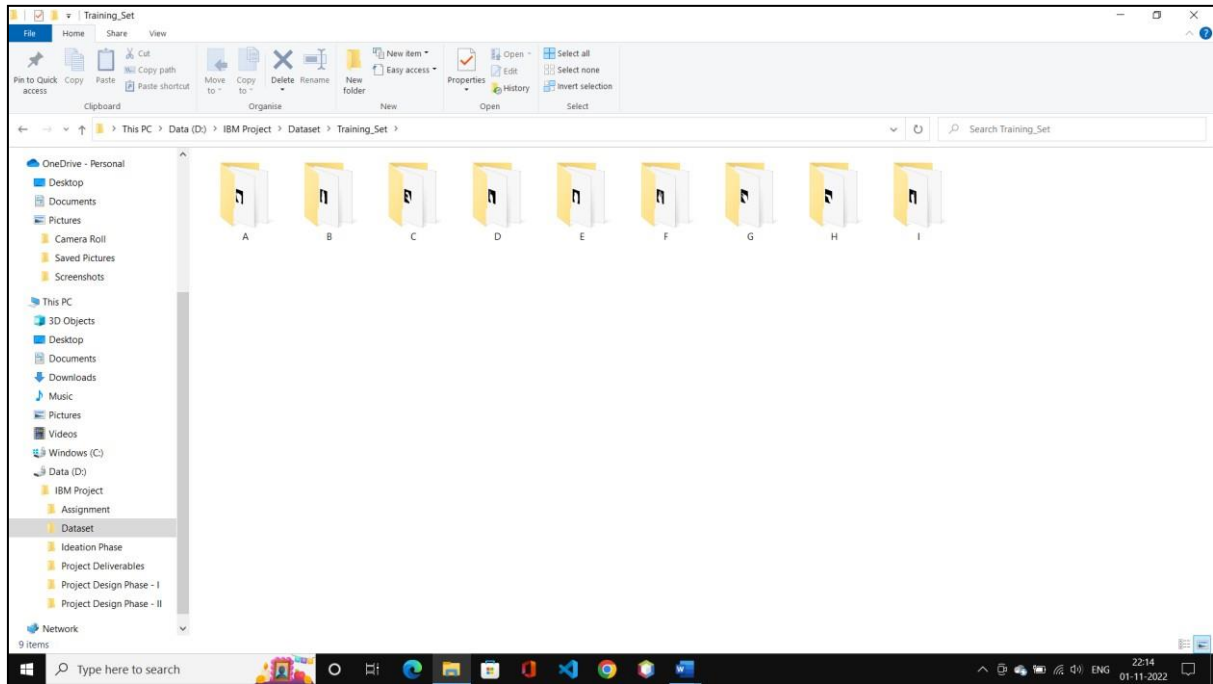 Training_Set
File Home Share View
Pin to Quick access
Copy
Paste
Cut
Copy path
Paste shortcut
Clipboard
Move to
Copy to
Delete
Rename
Organise
New folder
New item
Easy access
New
Properties
Open
Edit
History
Open
Select all
Select none
Invert selection
Select
This PC > Data (D:) > IBM Project > Dataset > Training_Set >
Search Training_Set
OneDrive - Personal
Desktop
Documents
Pictures
Camera Roll
Saved Pictures
Screenshots
This PC
3D Objects
Desktop
Documents
Downloads
Music
Pictures
Videos
Windows (C:)
Data (D:)
IBM Project
Assignment
Dataset
Ideation Phase
Project Deliverables
Project Design Phase - I
Project Design Phase - II
Network
A B C D E F G H I
9 items
Type here to search
ENG
22:14
01-11-2022